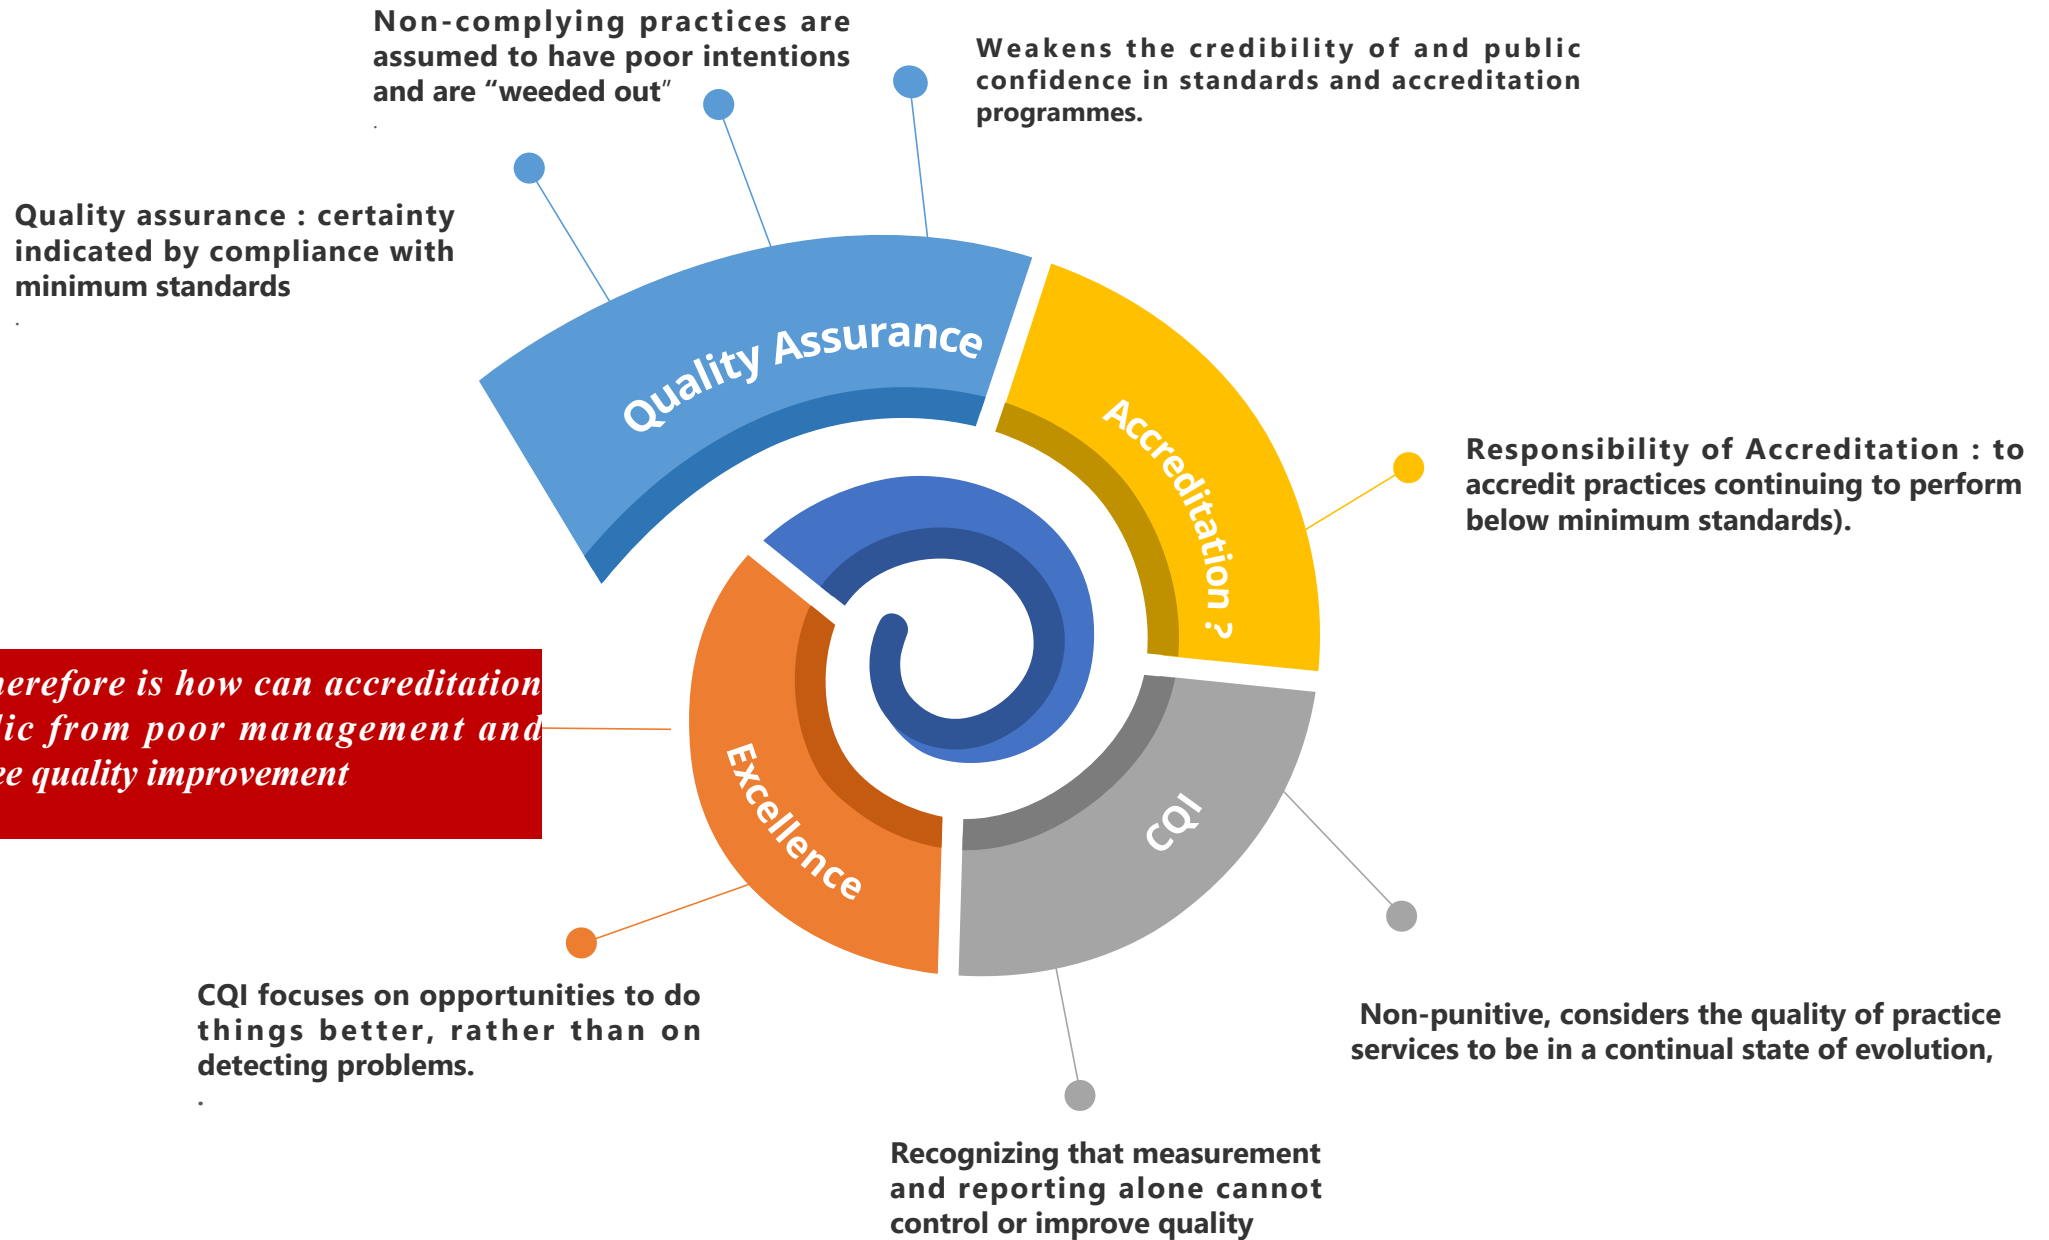 Non-complying practices are
assumed to have poor intentions
and are “weeded out”
.
Weakens the credibility of and public
confidence in standards and accreditation
programmes.
Quality assurance : certainty
indicated by compliance with
minimum standards
.
Quality Assurance
Accreditation ?
Responsibility of Accreditation : to
accredit practices continuing to perform
below minimum standards).
is how can accreditation
from poor management and
quality improvement
Excellence
CQI
CQI focuses on opportunities to do
things better, rather than on
detecting problems.
.
Non-punitive, considers the quality of practice
services to be in a continual state of evolution,
Recognizing that measurement
and reporting alone cannot
control or improve quality